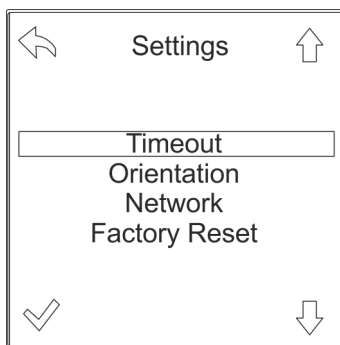 Settings
Timeout
Orientation
Network
Factory Reset